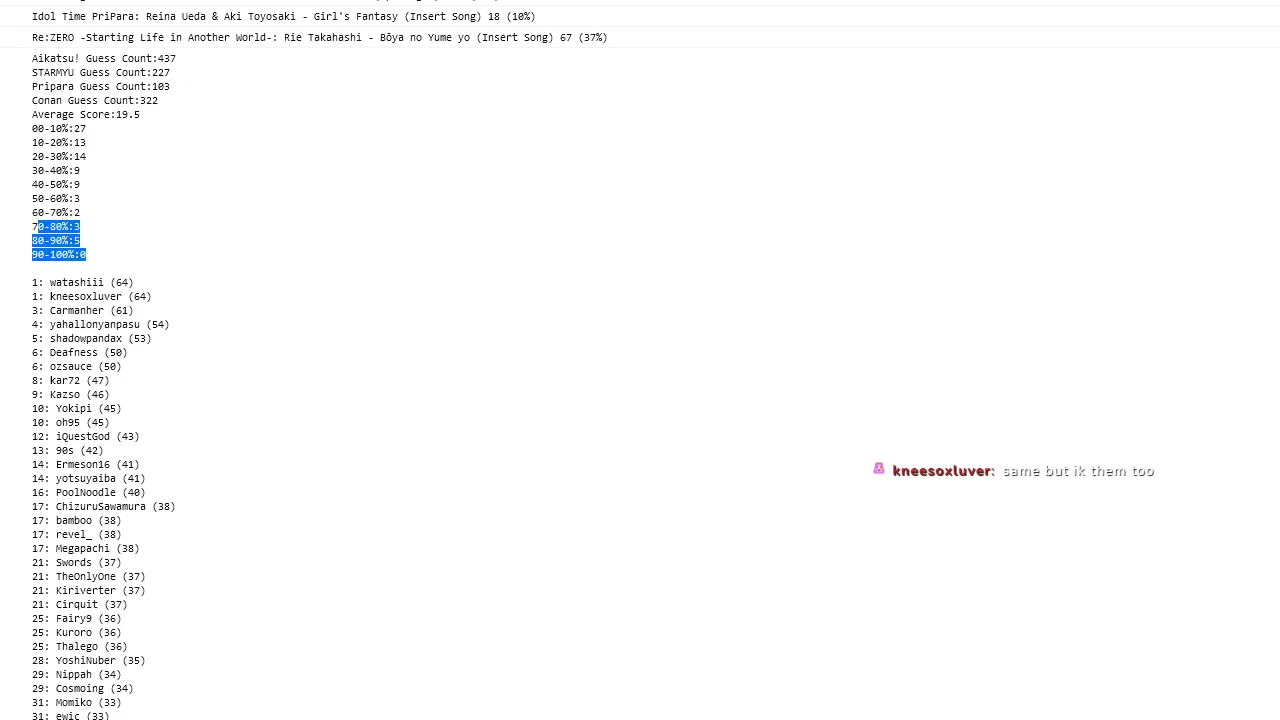 Idol Time PriPara: Reina Ueda & Aki Toyosaki - Girl's Fantasy (Insert Song) 18 (10%)
Re:ZERO -Starting Life in Another World-: Rie Takahashi - Bôya no Yume yo (Insert Song) 67 (37%)
Aikatsu! Guess Count:437
STARMYU Guess Count:227
Pripara Guess Count:103
Conan Guess Count:322
Average Score:19.5
00-10%:27
10-20%:13
20-30%:14
30-40%:9
40-50%:9
50-60%:3
60-70%:2
70-80%:3
80-90%:5
90-100%:0
1: watashiii (64)
1: kneesoxluver (64)
3: Carmanher (61)
4: yahallonyanpasu (54)
5: shadowpandax (53)
6: Deafness (50)
6: ozsauce (50)
8: kar72 (47)
9: Kazso (46)
10: Yokipi (45)
10: oh95 (45)
12: iQuestGod (43)
13: 90s (42)
14: Ermeson16 (41)
14: yotsuyaiba (41)
16: PoolNoodle (40)
17: ChizuruSawamura (38)
17: bamboo (38)
17: revel_ (38)
17: Megapachi (38)
21: Swords (37)
21: TheOnlyOne (37)
21: Kiriverter (37)
21: Cirquit (37)
25: Fairy9 (36)
25: Kuroro (36)
25: Thalego (36)
28: YoshiNuber (35)
29: Nippah (34)
29: Cosmoing (34)
31: Momiko (33)
31: ewic (33)
kneesoxluver: same but ik them too